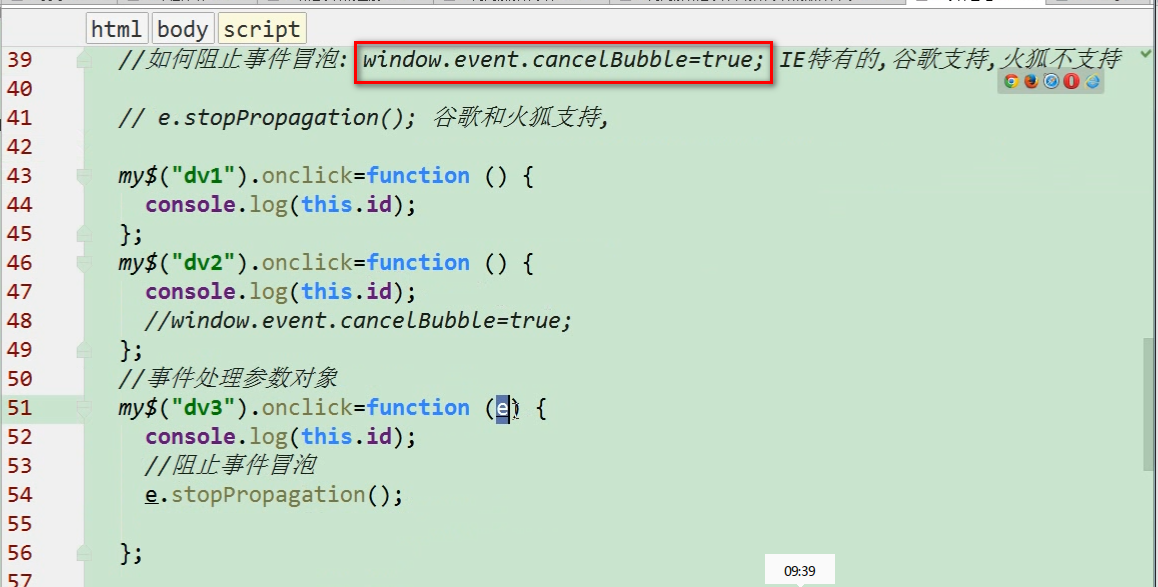 html body script
39 //如何阻止事件冒泡: window.event.cancelBubble=true; IE特有的,谷歌支持,火狐不支持
40
41 // e.stopPropagation(); 谷歌和火狐支持,
42
43 my$("dv1").onclick=function () {
44 console.log(this.id);
45 };
46 my$("dv2").onclick=function () {
47 console.log(this.id);
48 //window.event.cancelBubble=true;
49 };
50 //事件处理参数对象
51 my$("dv3").onclick=function (e) {
52 console.log(this.id);
53 //阻止事件冒泡
54 e.stopPropagation();
55
56 };
57
09:39